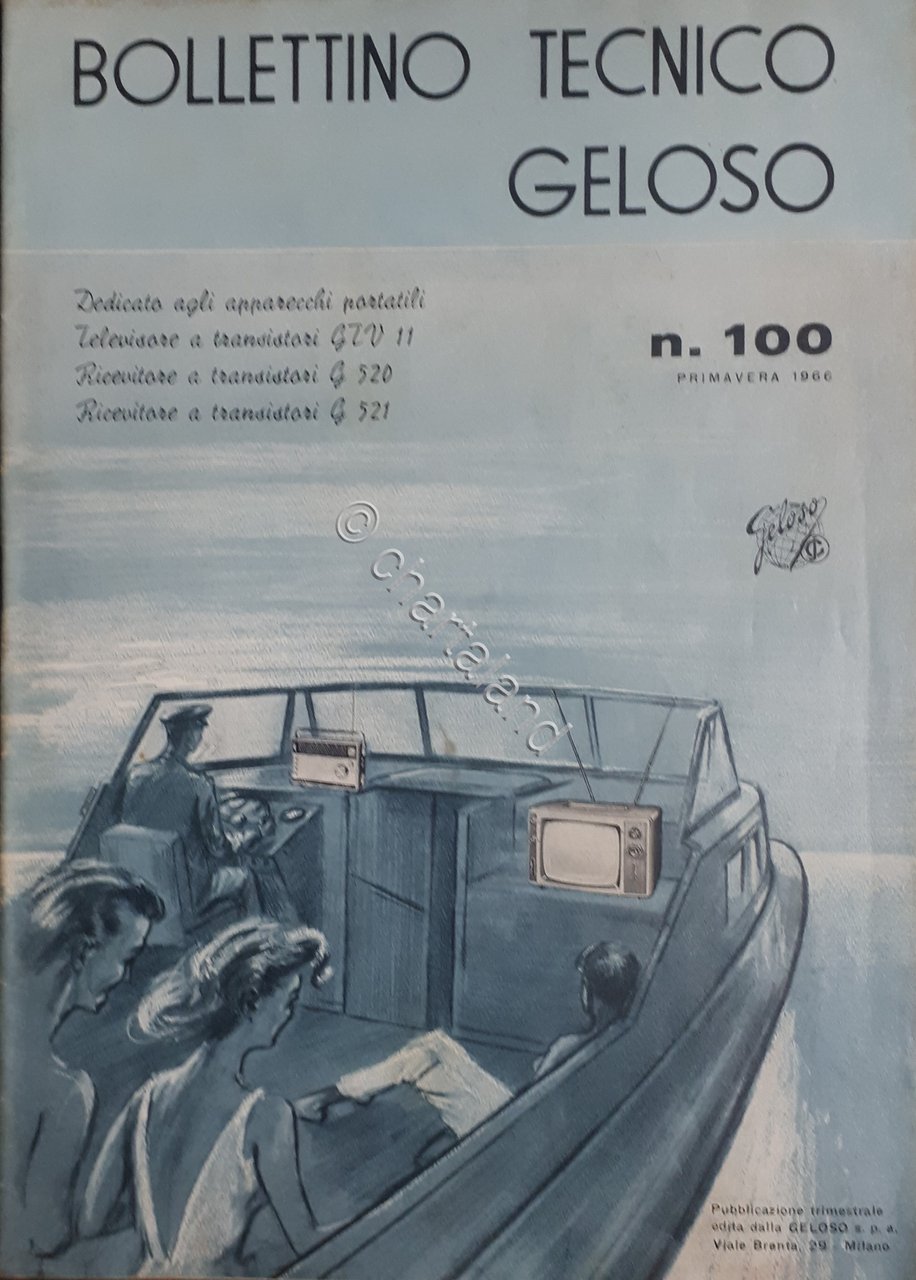 BOLLETTINO TECNICO
GELOSO
Dedicato agli apparecchi portatili
Televisore a transistori GTV 11
Ricevitore a transistori G 520
Ricevitore a transistori G 521
n. 100
PRIMAVERA 1966
Geloso
© chartaland
Pubblicazione trimestrale
edita dalla GELOSO s. p. a.
Viale Brenta, 29 - Milano